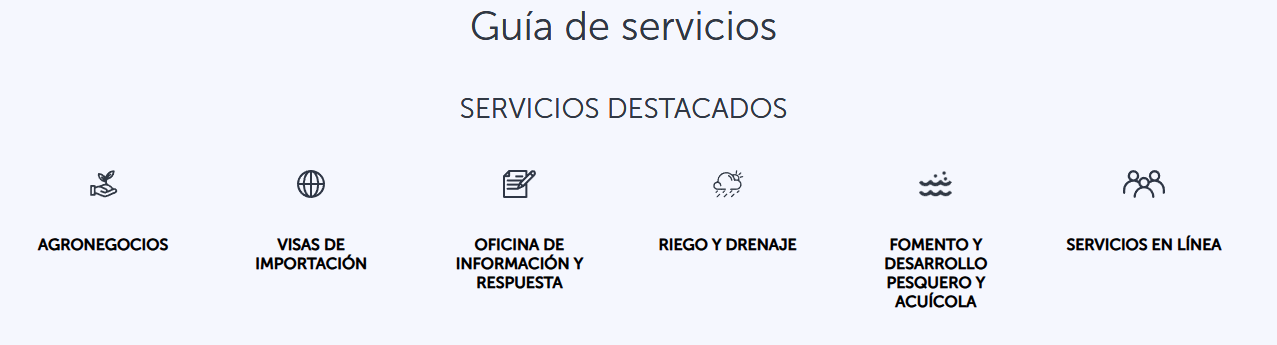 Guía de servicios
SERVICIOS DESTACADOS
AGRONEGOCIOS
VISAS DE
IMPORTACIÓN
OFICINA DE
INFORMACIÓN Y
RESPUESTA
RIEGO Y DRENAJE
FOMENTO Y
DESARROLLO
PESQUERO Y
ACUÍCOLA
SERVICIOS EN LÍNEA